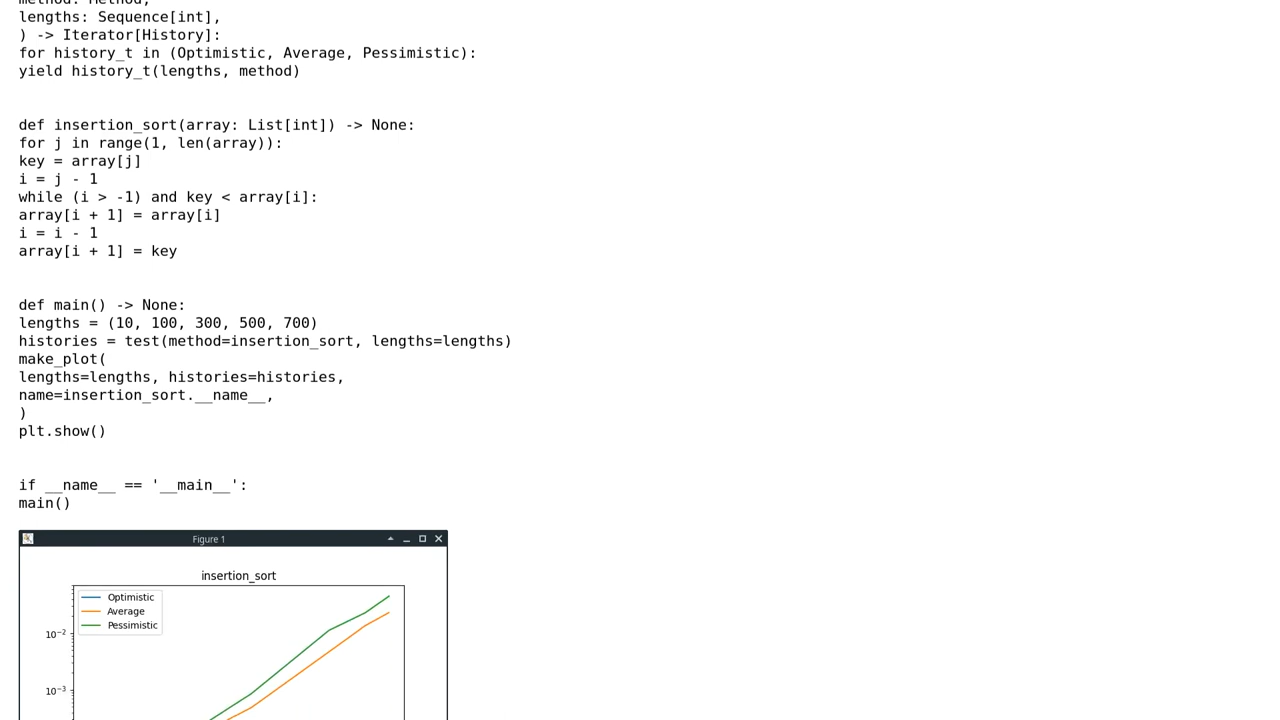 method: Method,
lengths: Sequence[int],
) -> Iterator[History]:
for history_t in (Optimistic, Average, Pessimistic):
yield history_t(lengths, method)
def insertion_sort(array: List[int]) -> None:
for j in range(1, len(array)):
key = array[j]
i = j - 1
while (i > -1) and key < array[i]:
array[i + 1] = array[i]
i = i - 1
array[i + 1] = key
def main() -> None:
lengths = (10, 100, 300, 500, 700)
histories = test(method=insertion_sort, lengths=lengths)
make_plot(
lengths=lengths, histories=histories,
name=insertion_sort.__name__,
)
plt.show()
if __name__ == '__main__':
main()
Figure 1
insertion_sort
Optimistic
Average
Pessimistic
10⁻²
10⁻³